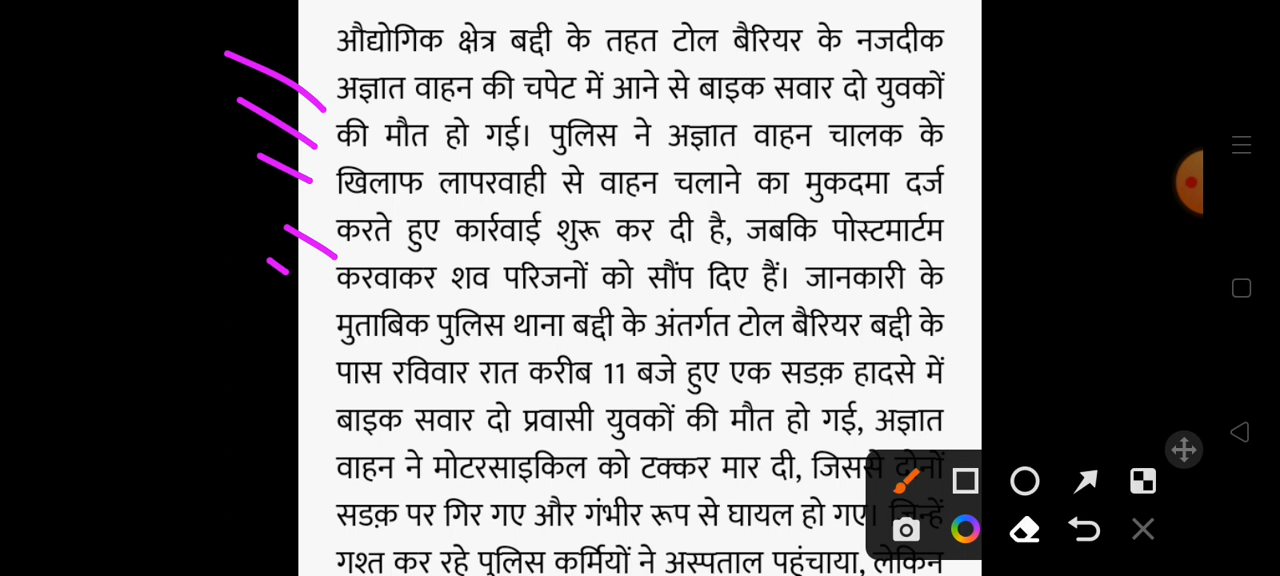 औद्योगिक क्षेत्र बद्दी के तहत टोल बैरियर के नजदीक
अज्ञात वाहन की चपेट में आने से बाइक सवार दो युवकों
की मौत हो गई। पुलिस ने अज्ञात वाहन चालक के
खिलाफ लापरवाही से वाहन चलाने का मुकदमा दर्ज
करते हुए कार्रवाई शुरू कर दी है, जबकि पोस्टमार्टम
करवाकर शव परिजनों को सौंप दिए हैं। जानकारी के
मुताबिक पुलिस थाना बद्दी के अंतर्गत टोल बैरियर बद्दी के
पास रविवार रात करीब 11 बजे हुए एक सडक़ हादसे में
बाइक सवार दो प्रवासी युवकों की मौत हो गई, अज्ञात
वाहन ने मोटरसाइकिल को टक्कर मार दी, जिससे दोनों
सडक़ पर गिर गए और गंभीर रूप से घायल हो गए। जिन्हें
गश्त कर रहे पुलिस कर्मियों ने अस्पताल पहुंचाया, लेकिन